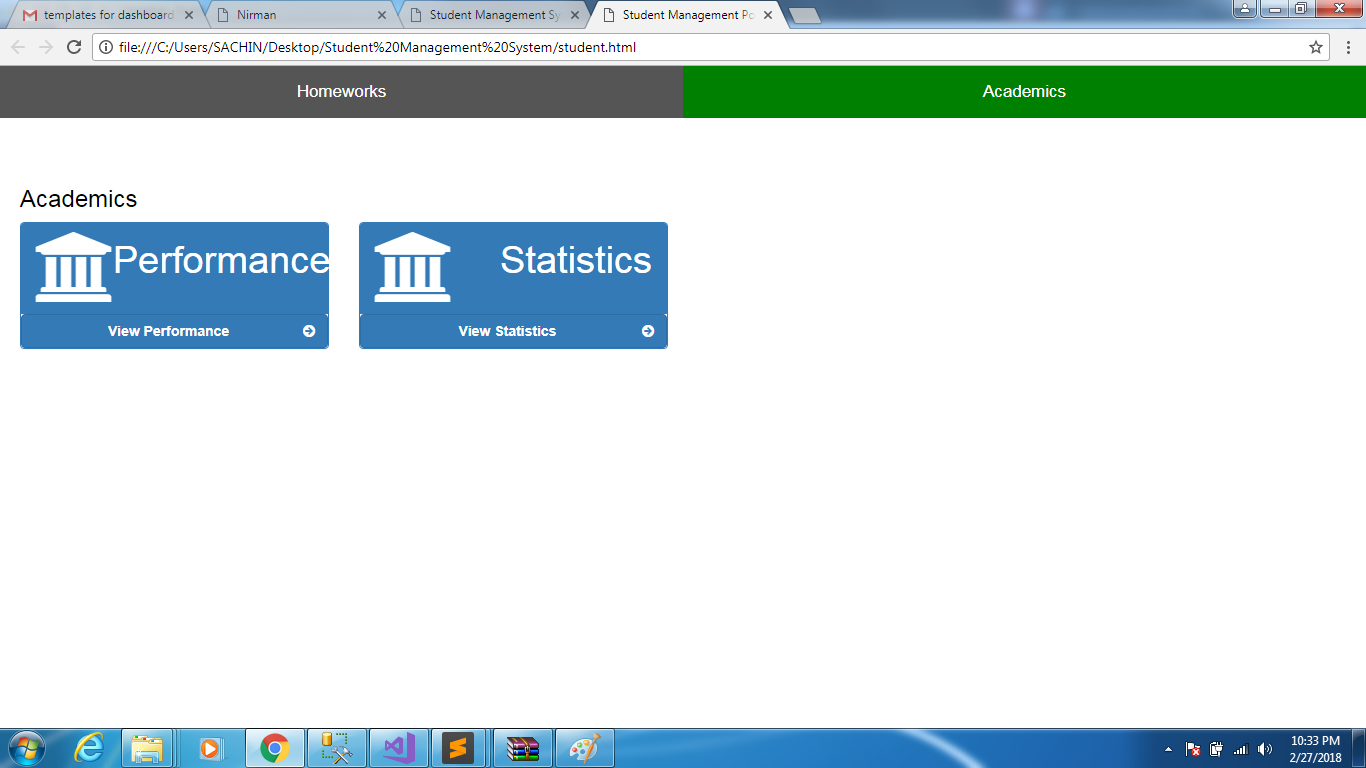 templates for dashboard
Nirman
Student Management Sy
Student Management Po
file:///C:/Users/SACHIN/Desktop/Student%20Management%20System/student.html
Homeworks
Academics
Academics
Performance
Statistics
View Performance
View Statistics
10:33 PM
2/27/2018